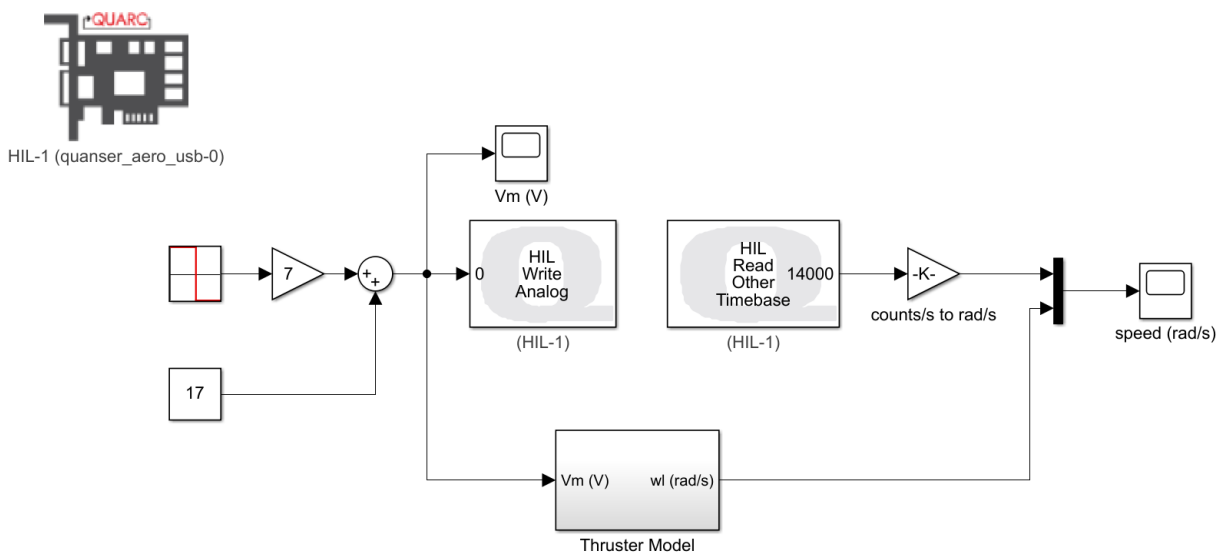 QUARC
HIL-1 (quanser_aero_usb-0)
Vm (V)
7
+
+
0
HIL
Write
Analog
(HIL-1)
HIL
Read
Other
Timebase
14000
(HIL-1)
-K-
counts/s to rad/s
speed (rad/s)
17
Vm (V)
wl (rad/s)
Thruster Model